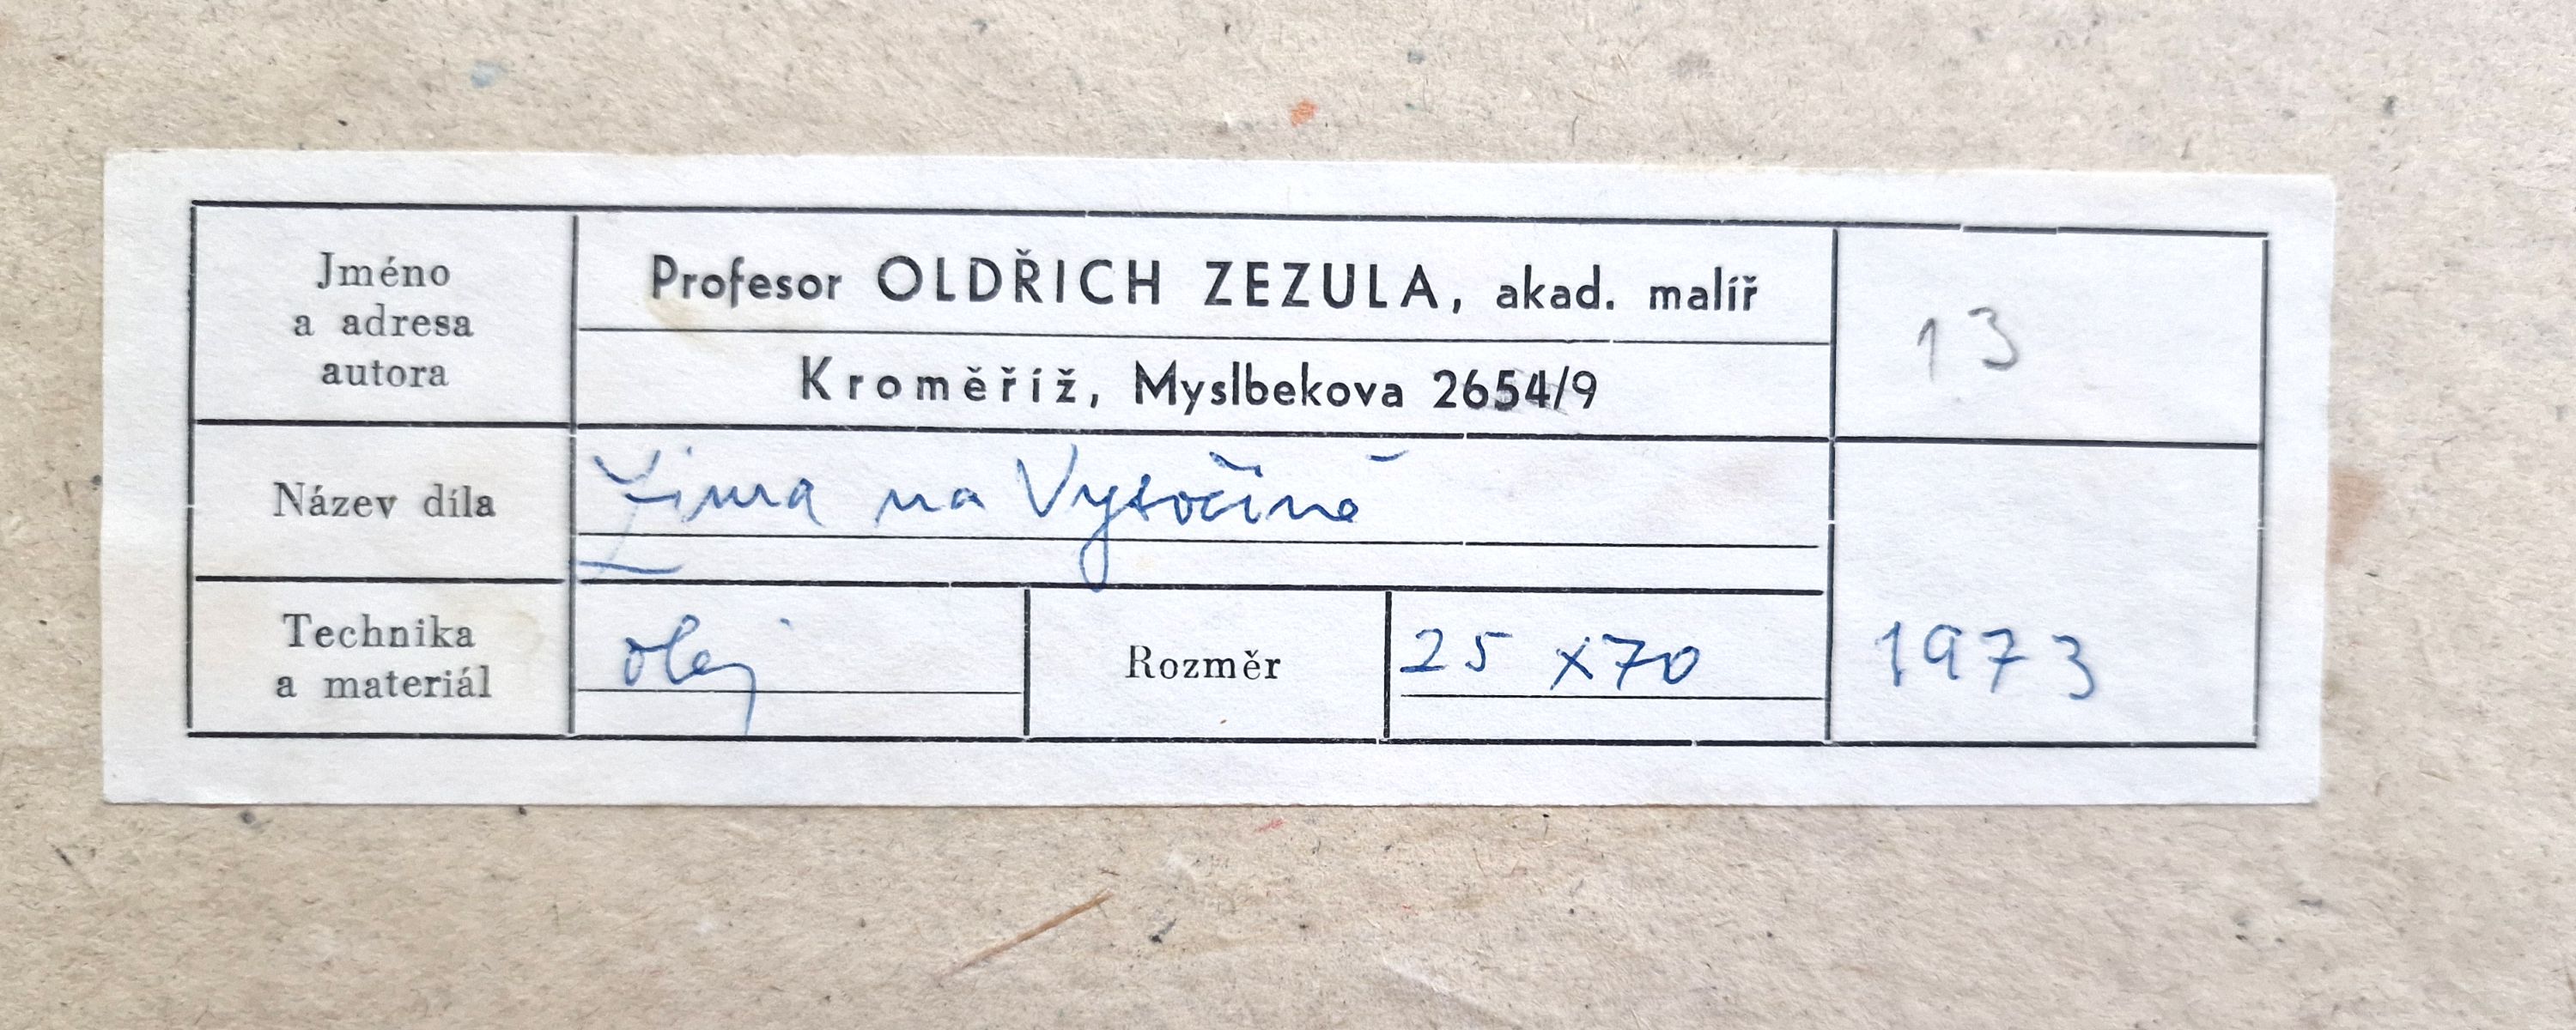 Jméno
a adresa
autora
Profesor OLDŘICH ZEZULA, akad. malíř
Kroměříž, Myslbekova 2654/9
13
Název díla
Zima na Vysočině
Technika
a materiál
olej
Rozměr
25 x70
1973